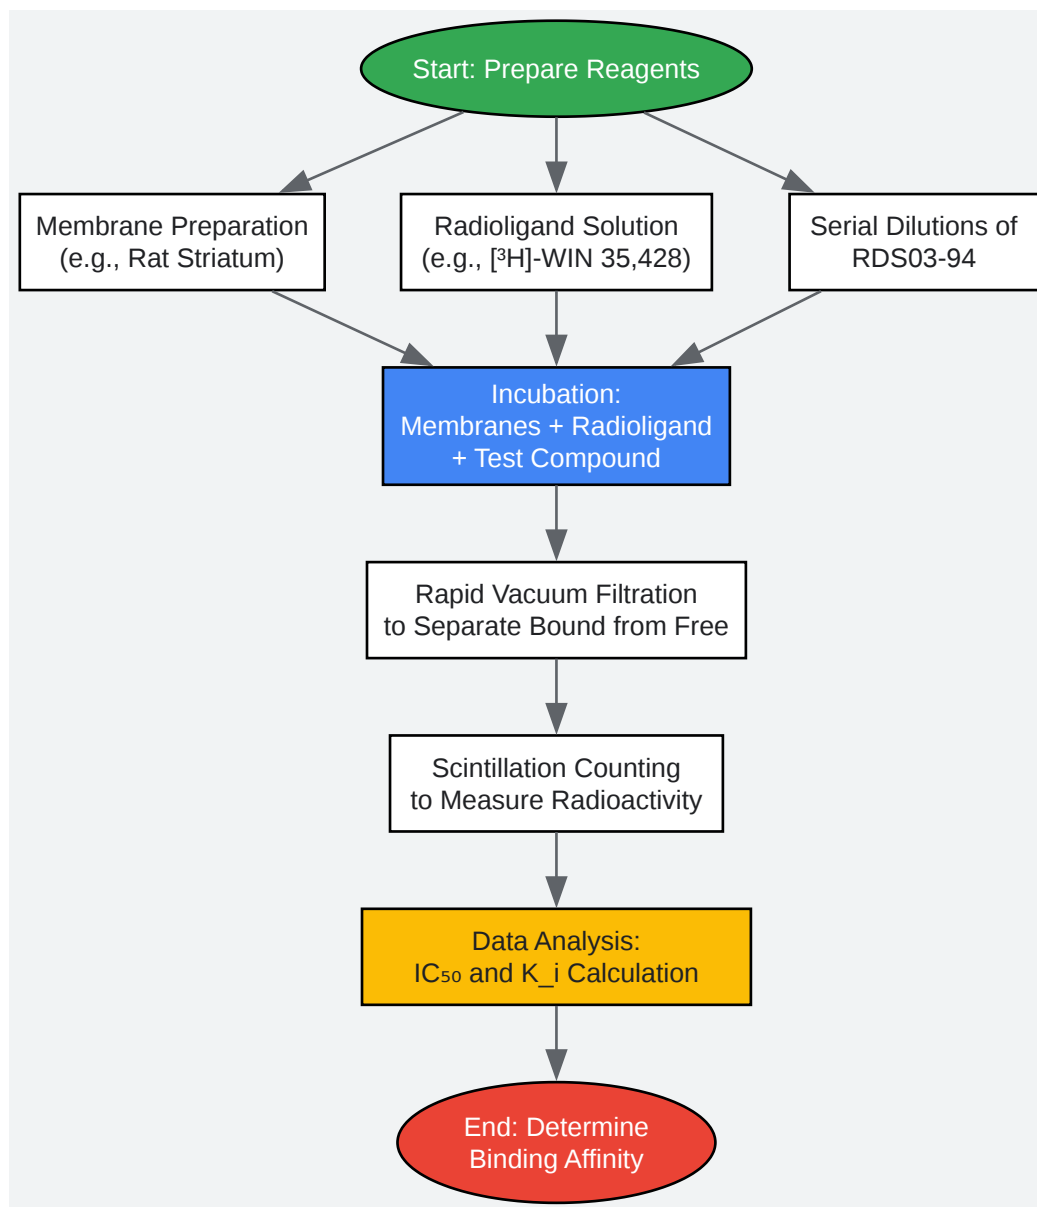 Start: Prepare Reagents
Membrane Preparation
(e.g., Rat Striatum)
Radioligand Solution
(e.g., [³H]-WIN 35,428)
Serial Dilutions of
RDS03-94
Incubation:
Membranes + Radioligand
+ Test Compound
Rapid Vacuum Filtration
to Separate Bound from Free
Scintillation Counting
to Measure Radioactivity
Data Analysis:
IC₅₀ and K_i Calculation
End: Determine
Binding Affinity